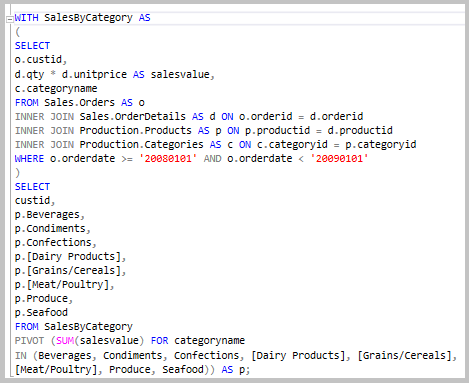 WITH SalesByCategory AS
(
SELECT
o.custid,
d.qty * d.unitprice AS salesvalue,
c.categoryname
FROM Sales.Orders AS o
INNER JOIN Sales.OrderDetails AS d ON o.orderid = d.orderid
INNER JOIN Production.Products AS p ON p.productid = d.productid
INNER JOIN Production.Categories AS c ON c.categoryid = p.categoryid
WHERE o.orderdate >= '20080101' AND o.orderdate < '20090101'
)
SELECT
custid,
p.Beverages,
p.Condiments,
p.Confections,
p.[Dairy Products],
p.[Grains/Cereals],
p.[Meat/Poultry],
p.Produce,
p.Seafood
FROM SalesByCategory
PIVOT (SUM(salesvalue) FOR categoryname
IN (Beverages, Condiments, Confections, [Dairy Products], [Grains/Cereals],
[Meat/Poultry], Produce, Seafood)) AS p;